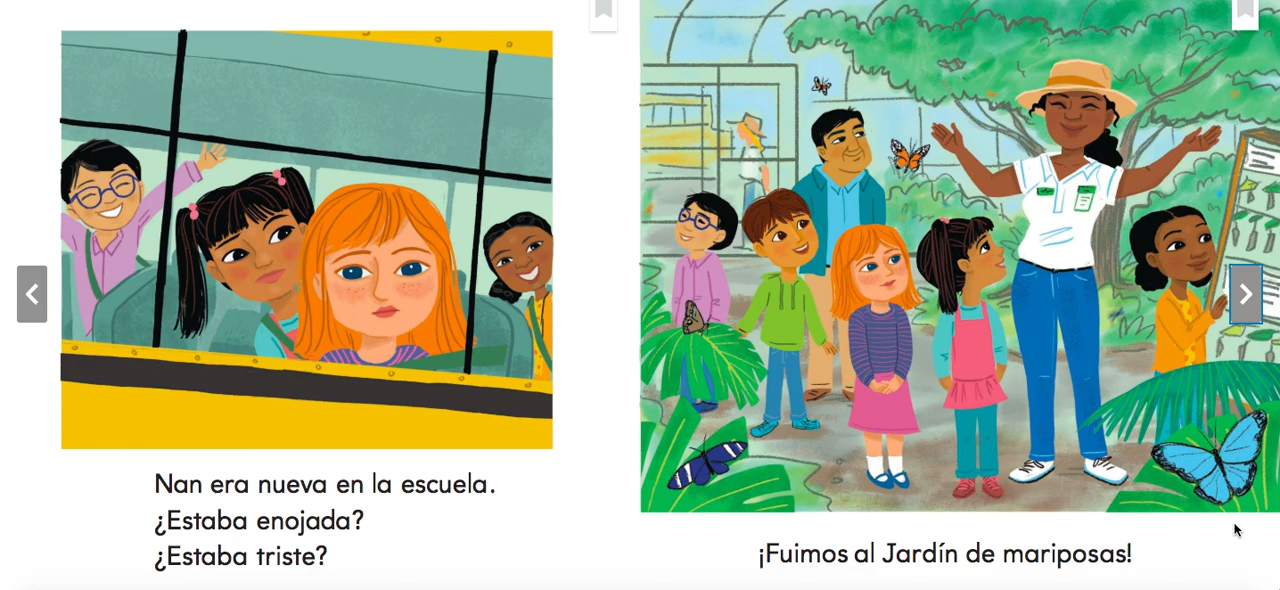 Nan era nueva en la escuela.
¿Estaba enojada?
¿Estaba triste?
¡Fuimos al Jardín de mariposas!